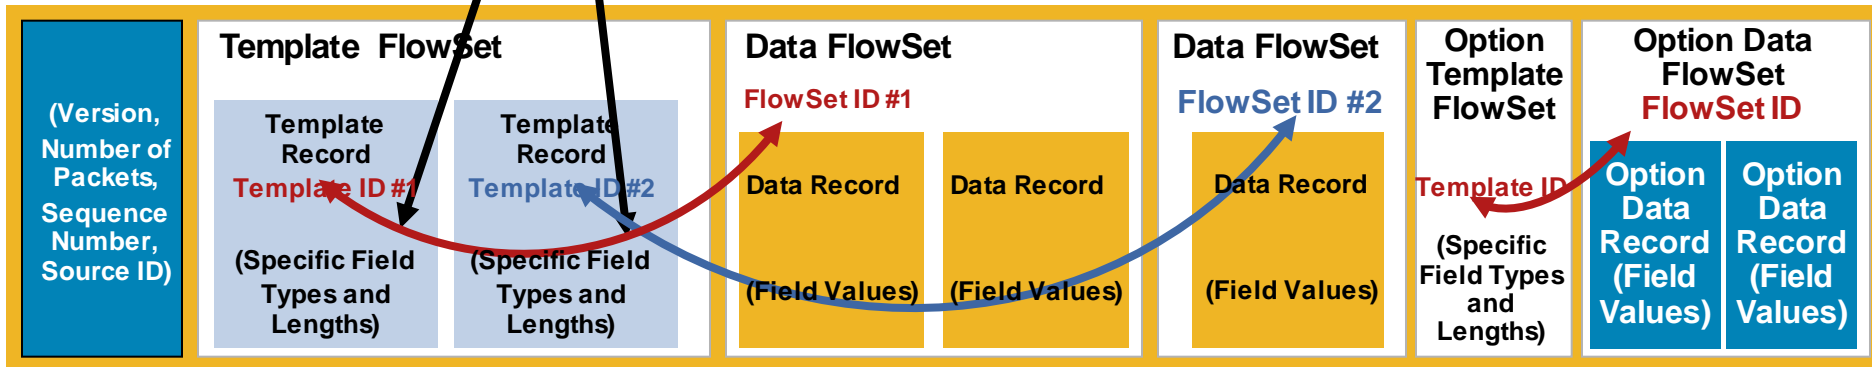 (Version,
Number of
Packets,
Sequence
Number,
Source ID)
Template FlowSet
Template
Record
Template ID #1
(Specific Field
Types and
Lengths)
Template
Record
Template ID #2
(Specific Field
Types and
Lengths)
Data FlowSet
FlowSet ID #1
Data Record
(Field Values)
Data Record
(Field Values)
Data FlowSet
FlowSet ID #2
Data Record
(Field Values)
Option
Template
FlowSet
Template ID
(Specific
Field Types
and
Lengths)
Option Data
FlowSet
FlowSet ID
Option
Data
Record
(Field
Values)
Option
Data
Record
(Field
Values)